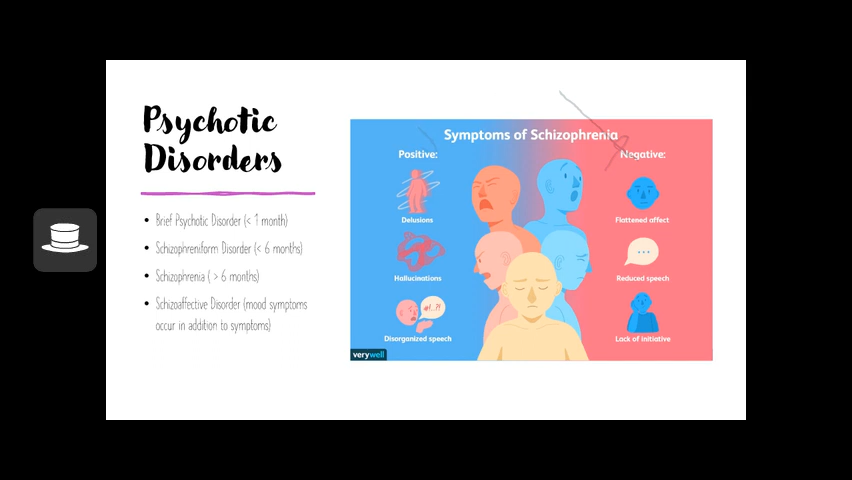 Psychotic
Disorders
• Brief Psychotic Disorder (< 1 month)
• Schizophreniform Disorder (< 6 months)
• Schizophrenia ( > 6 months)
• Schizoaffective Disorder (mood symptoms
occur in addition to symptoms)
Symptoms of Schizophrenia
Positive:
Delusions
Hallucinations
#!..?!
Disorganized speech
Negative:
Flattened affect
Reduced speech
Lack of initiative
verywell